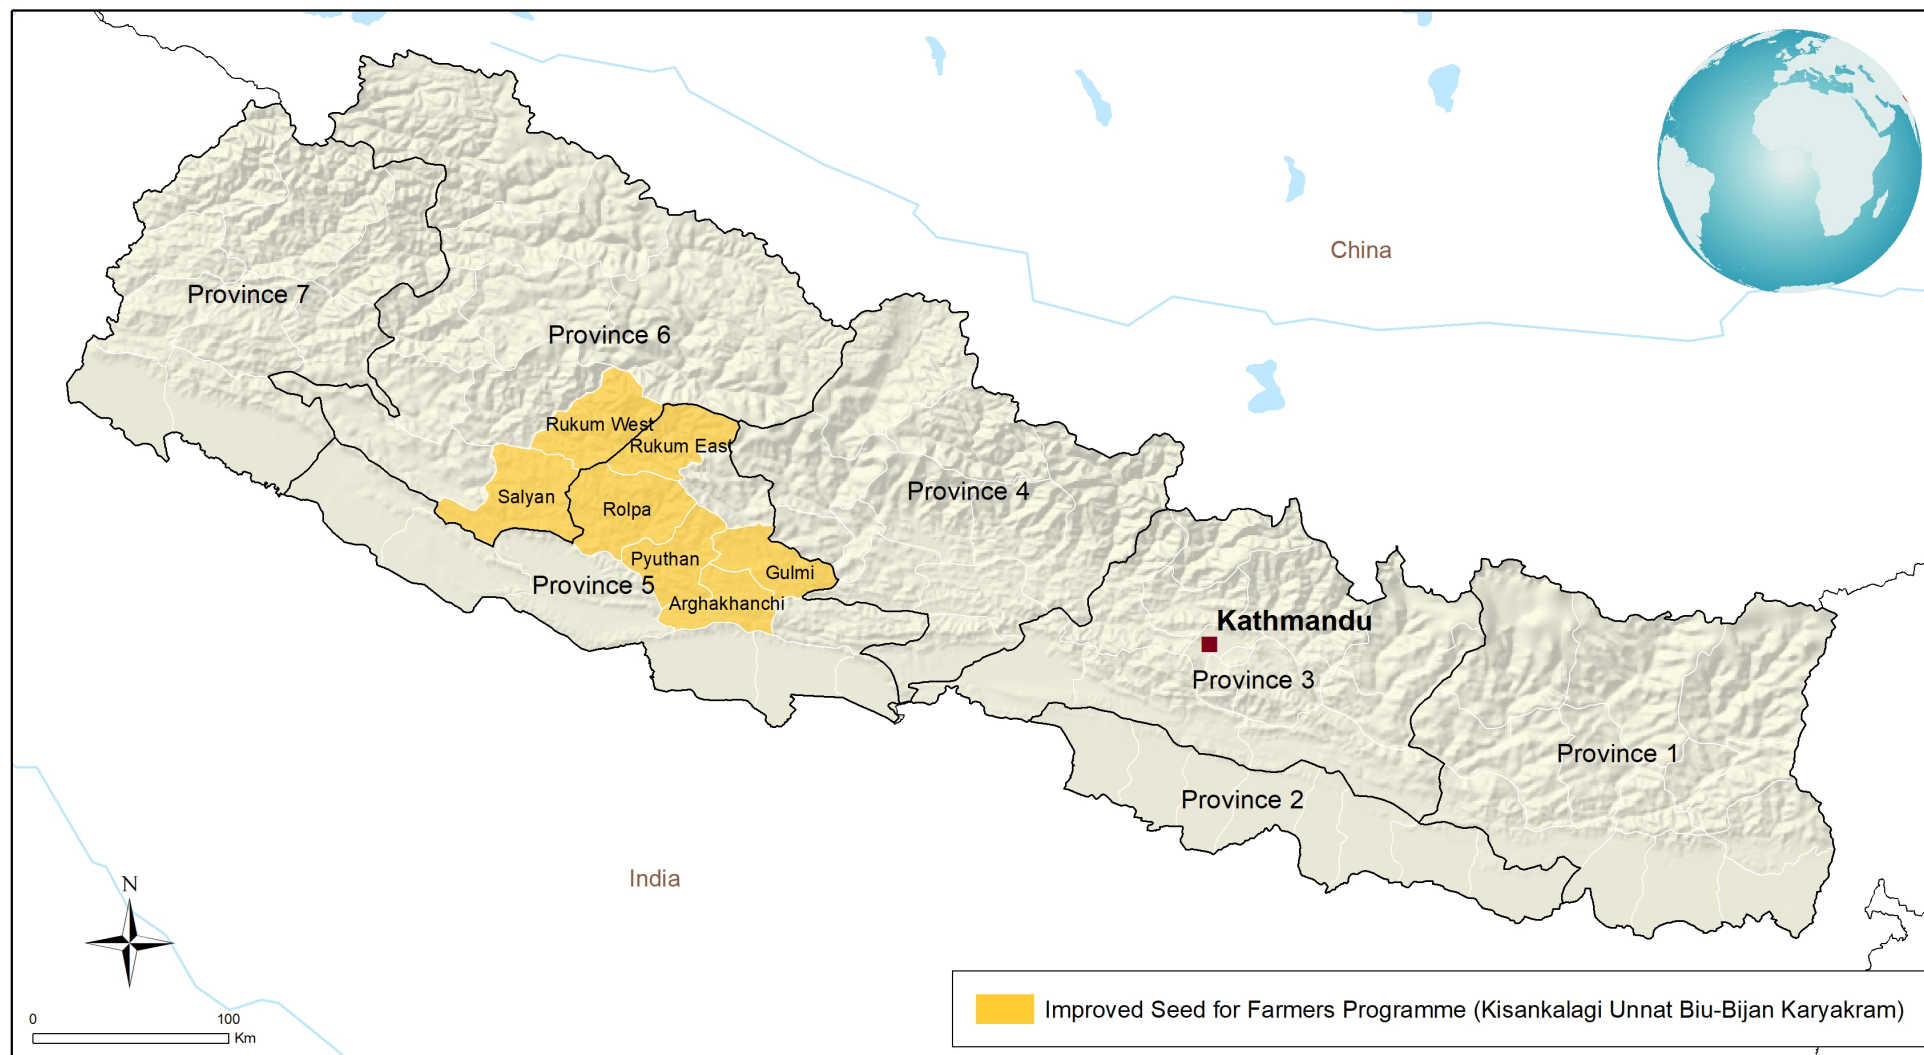 China
Province 7
Province 6
Rukum West
Rukum East
Province 4
Salyan
Rolpa
Pyuthan
Gulmi
Province 5
Arghakhanchi
Kathmandu
Province 3
Province 1
Province 2
India
N
0 100
Km
Improved Seed for Farmers Programme (Kisankalagi Unnat Biu-Bijan Karyakram)